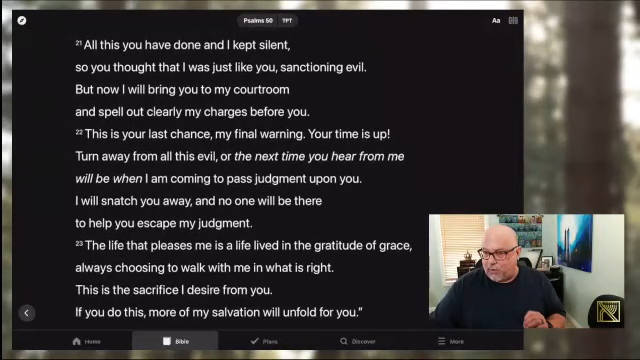 Psalms 50 TPT
Aa
21 All this you have done and I kept silent,
so you thought that I was just like you, sanctioning evil.
But now I will bring you to my courtroom
and spell out clearly my charges before you.
22 This is your last chance, my final warning. Your time is up!
Turn away from all this evil, or the next time you hear from me
will be when I am coming to pass judgment upon you.
I will snatch you away, and no one will be there
to help you escape my judgment.
23 The life that pleases me is a life lived in the gratitude of grace,
always choosing to walk with me in what is right.
This is the sacrifice I desire from you.
If you do this, more of my salvation will unfold for you.”
Home Bible Plans Discover More